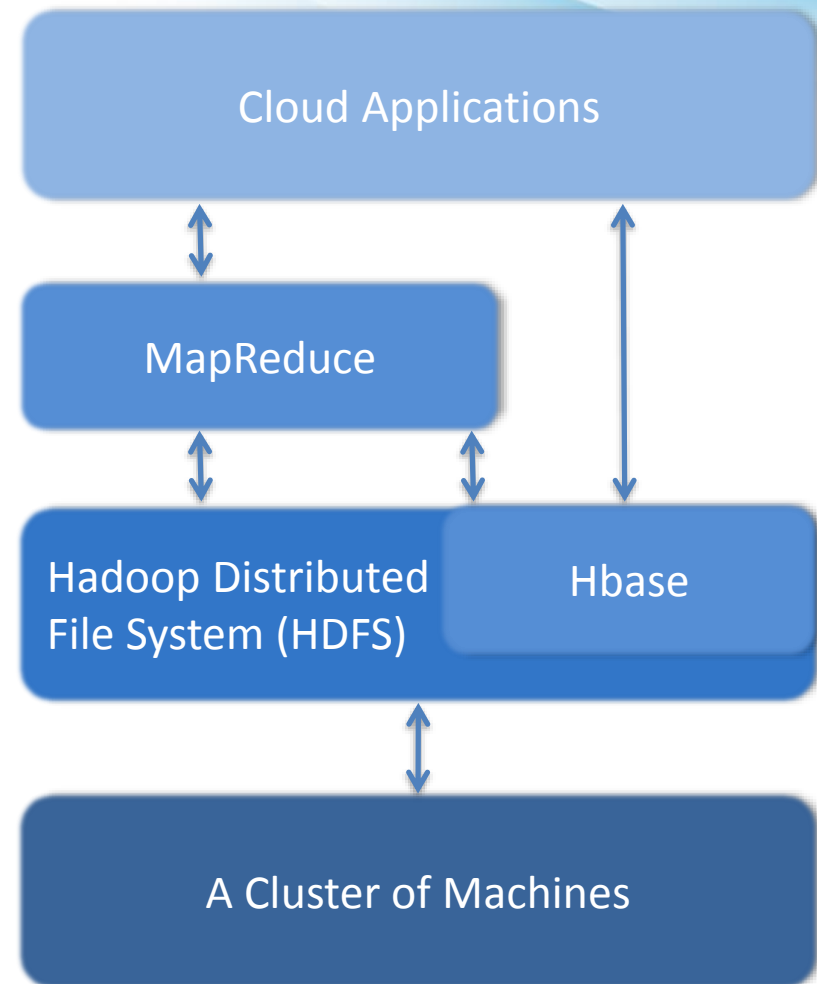 Cloud Applications
MapReduce
Hadoop Distributed
File System (HDFS)
Hbase
A Cluster of Machines